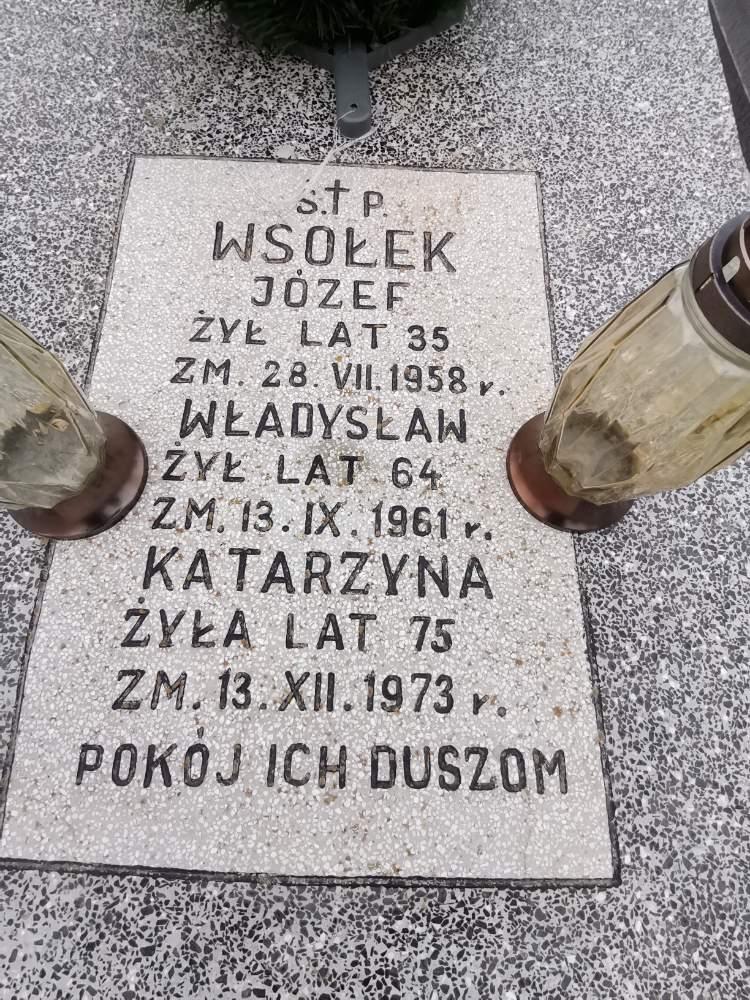 Ś.†P.
WSOŁEK
JÓZEF
ŻYŁ LAT 35
ZM. 28. VII. 1958 r.
WŁADYSŁAW
ŻYŁ LAT 64
ZM. 13. IX. 1961 r.
KATARZYNA
ŻYŁA LAT 75
ZM. 13. XII. 1973 r.
POKÓJ ICH DUSZOM